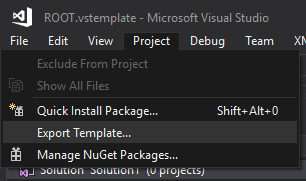 ROOT.vstemplate - Microsoft Visual Studio
File Edit View Project Debug Team XM
Exclude From Project
Show All Files
Quick Install Package... Shift+Alt+0
Export Template...
Manage NuGet Packages...
Solution 'Solution1' (0 projects)